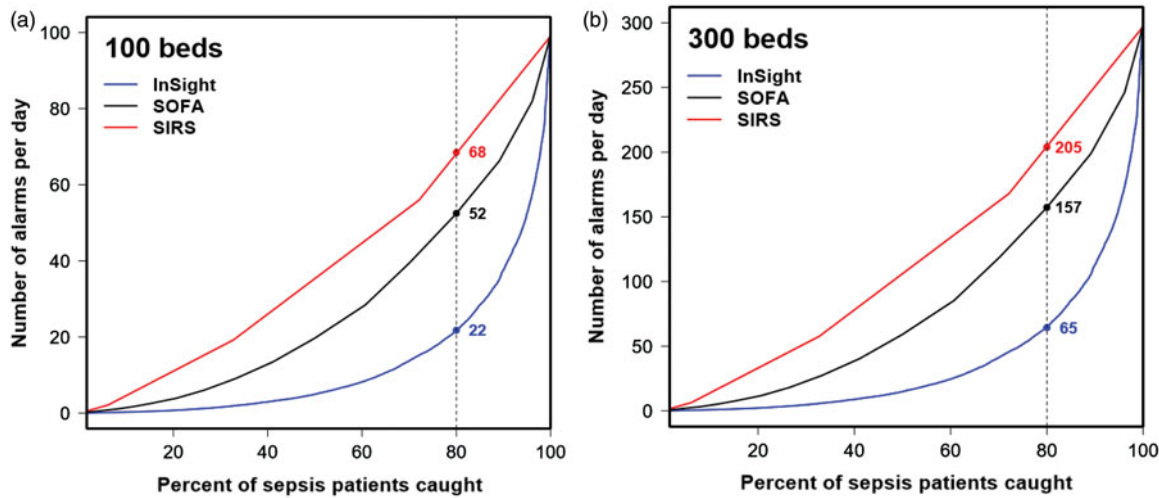 (a)
100 beds
InSight
SOFA
SIRS
Number of alarms per day
100
80
60
40
20
0
68
52
22
20 40 60 80 100
Percent of sepsis patients caught
(b)
300 beds
InSight
SOFA
SIRS
Number of alarms per day
300
250
200
150
100
50
0
205
157
65
20 40 60 80 100
Percent of sepsis patients caught